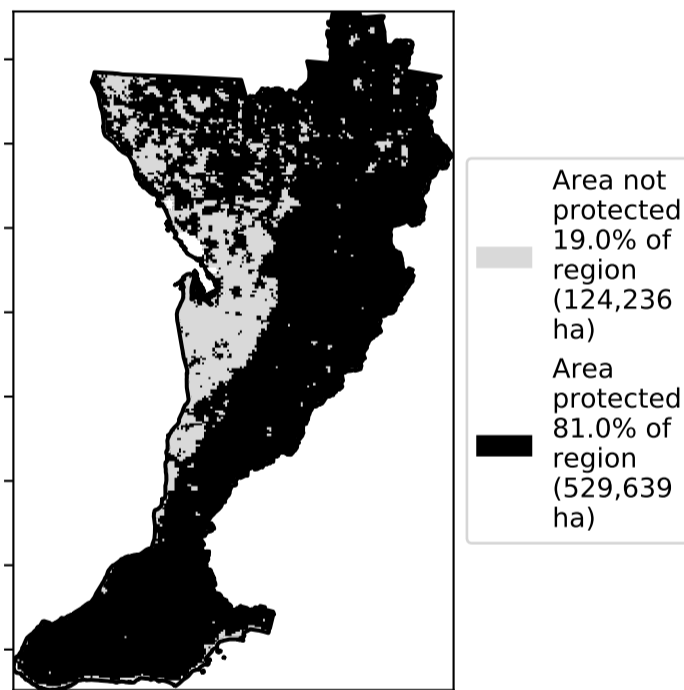 Area not
protected
19.0% of
region
(124,236
ha)
Area
protected
81.0% of
region
(529,639
ha)